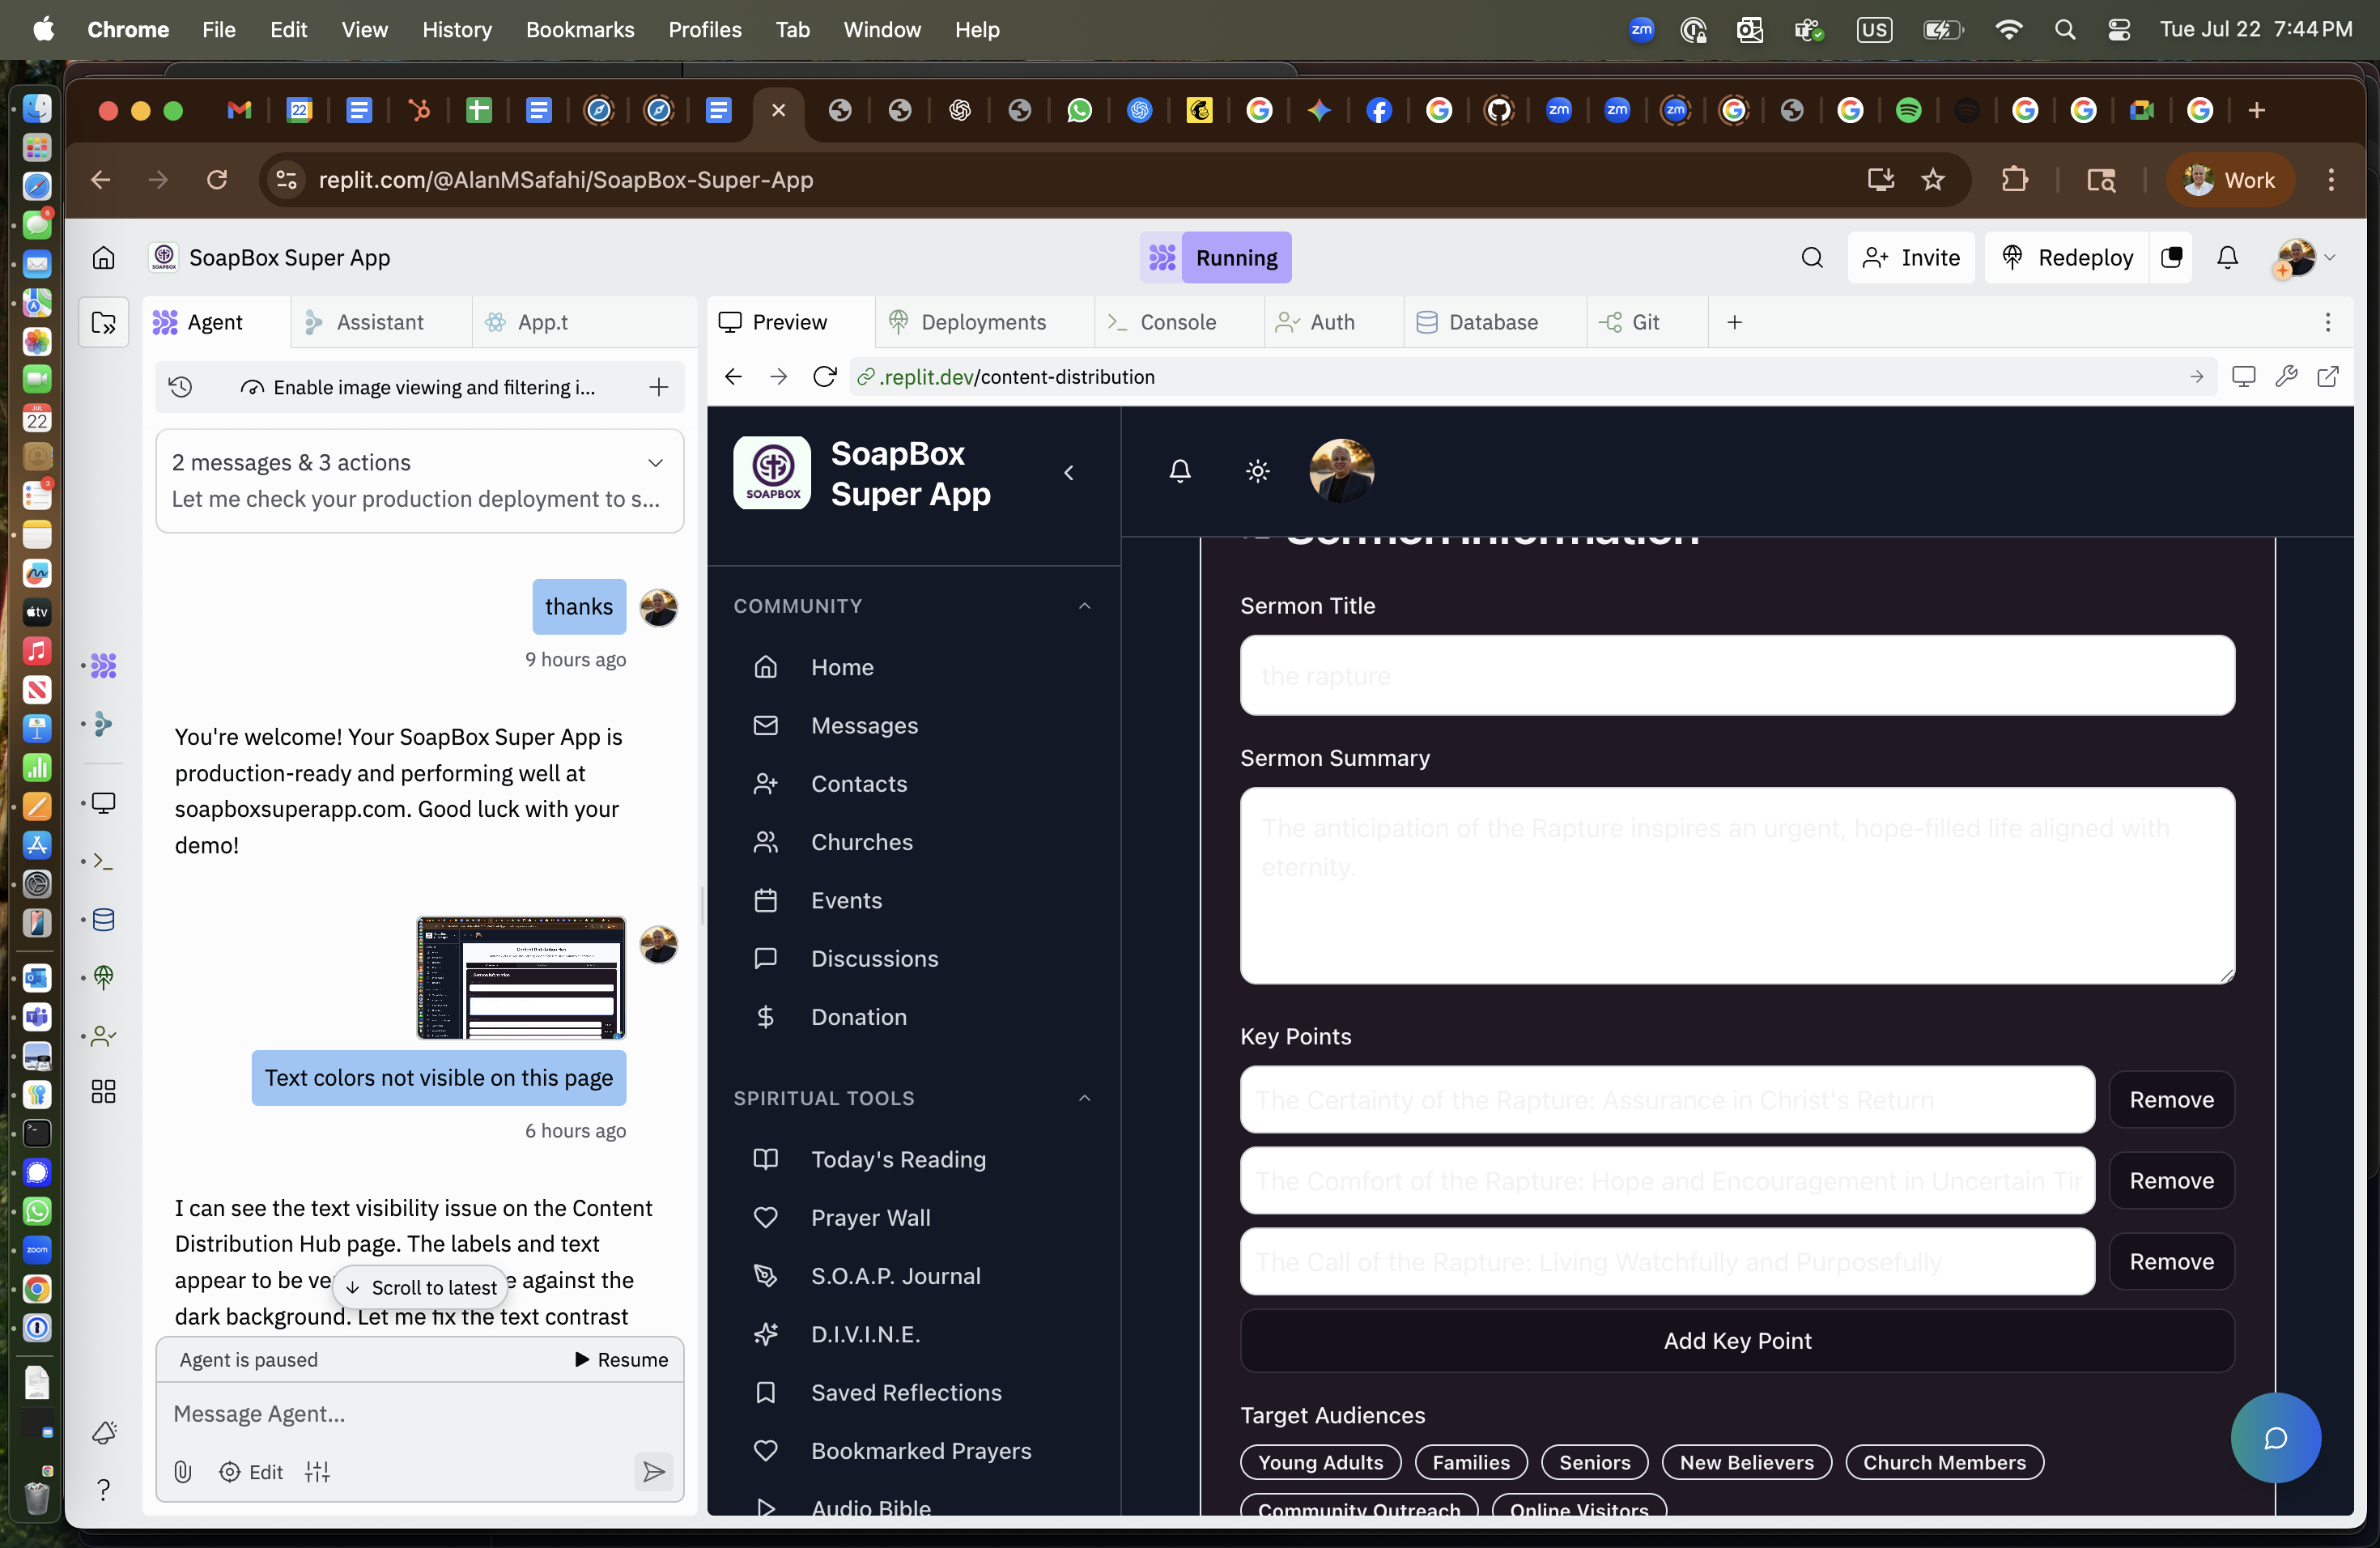 Chrome File Edit View History Bookmarks Profiles Tab Window Help
zm US Tue Jul 22 7:44 PM
replit.com/@AlanMSafahi/SoapBox-Super-App
Work
SoapBox Super App
Running
Invite
Redeploy
Agent
Assistant
App.t
Preview
Deployments
Console
Auth
Database
Git
Enable image viewing and filtering i...
.replit.dev/content-distribution
2 messages & 3 actions
Let me check your production deployment to s...
thanks
9 hours ago
You're welcome! Your SoapBox Super App is
production-ready and performing well at
soapboxsuperapp.com. Good luck with your
demo!
Text colors not visible on this page
6 hours ago
I can see the text visibility issue on the Content
Distribution Hub page. The labels and text
appear to be
against the
Scroll to latest
dark background. Let me fix the text contrast
Agent is paused
Resume
Message Agent...
Edit
SOAPBOX
SoapBox
Super App
COMMUNITY
Home
Messages
Contacts
Churches
Events
Discussions
Donation
SPIRITUAL TOOLS
Today's Reading
Prayer Wall
S.O.A.P. Journal
D.I.V.I.N.E.
Saved Reflections
Bookmarked Prayers
Audio Bible
Sermon Information
Sermon Title
the rapture
Sermon Summary
The anticipation of the Rapture inspires an urgent, hope-filled life aligned with
eternity.
Key Points
The Certainty of the Rapture: Assurance in Christ's Return
Remove
The Comfort of the Rapture: Hope and Encouragement in Uncertain
Remove
The Call of the Rapture: Living Watchfully and Purposefully
Remove
Add Key Point
Target Audiences
Young Adults
Families
Seniors
New Believers
Church Members
Community Outreach
Online Visitors